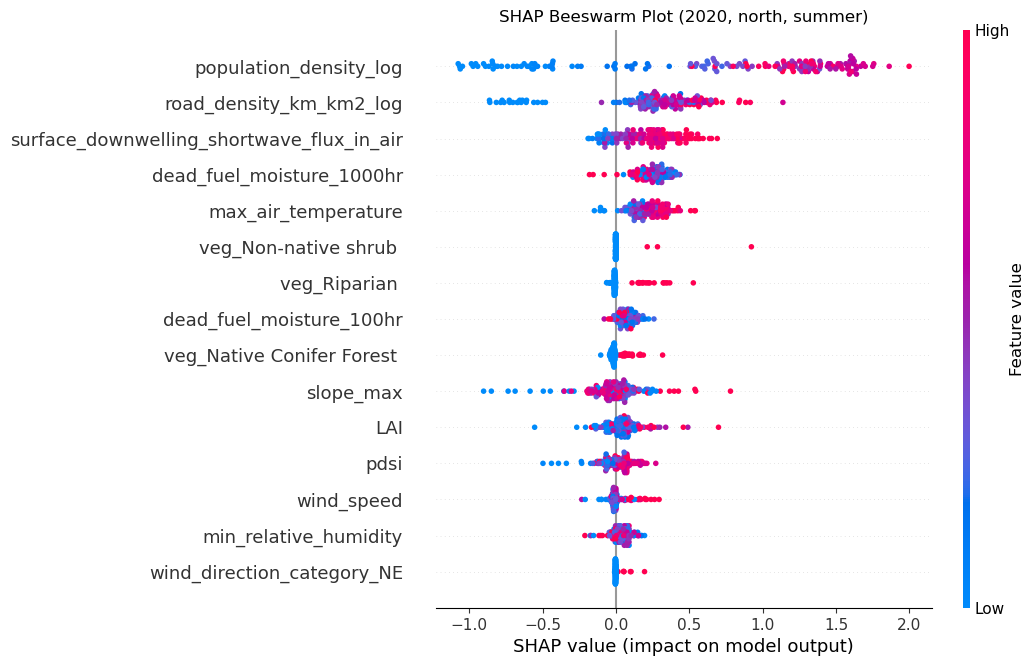 SHAP Beeswarm Plot (2020, north, summer)
High
population_density_log
road_density_km_km2_log
surface_downwelling_shortwave_flux_in_air
dead_fuel_moisture_1000hr
max_air_temperature
veg_Non-native shrub
veg_Riparian
dead_fuel_moisture_100hr
veg_Native Conifer Forest
slope_max
LAI
pdsi
wind_speed
min_relative_humidity
wind_direction_category_NE
Feature value
Low
−1.0 −0.5 0.0 0.5 1.0 1.5 2.0
SHAP value (impact on model output)